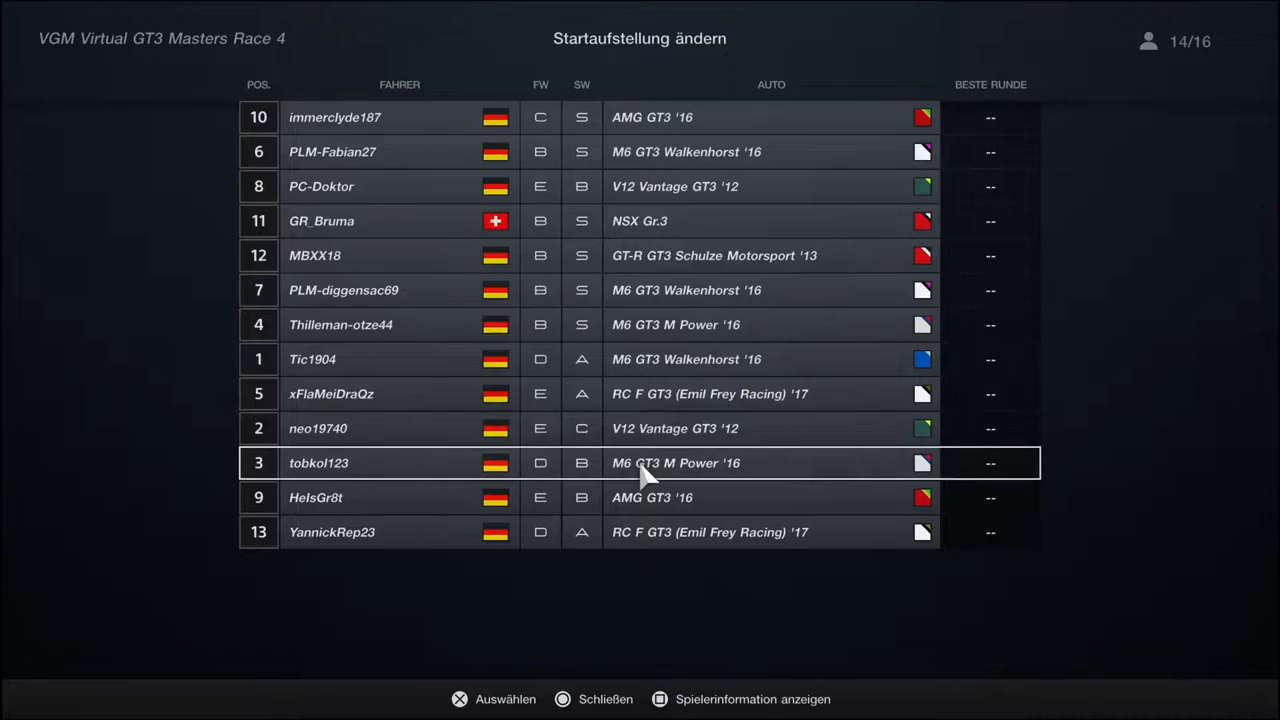 VGM Virtual GT3 Masters Race 4 Startaufstellung ändern 14/16
POS. FAHRER FW SW AUTO BESTE RUNDE
10 immerclyde187 C S AMG GT3 '16 --
6 PLM-Fabian27 B S M6 GT3 Walkenhorst '16 --
8 PC-Doktor E B V12 Vantage GT3 '12 --
11 GR_Bruma B S NSX Gr.3 --
12 MBXX18 B S GT-R GT3 Schulze Motorsport '13 --
7 PLM-diggensac69 B S M6 GT3 Walkenhorst '16 --
4 Thilleman-otze44 B S M6 GT3 M Power '16 --
1 Tic1904 D A M6 GT3 Walkenhorst '16 --
5 xFlaMeiDraQz E A RC F GT3 (Emil Frey Racing) '17 --
2 neo19740 E C V12 Vantage GT3 '12 --
3 tobkol123 D B M6 GT3 M Power '16 --
9 HeIsGr8t E B AMG GT3 '16 --
13 YannickRep23 D A RC F GT3 (Emil Frey Racing) '17 --
Auswählen Schließen Spielerinformation anzeigen